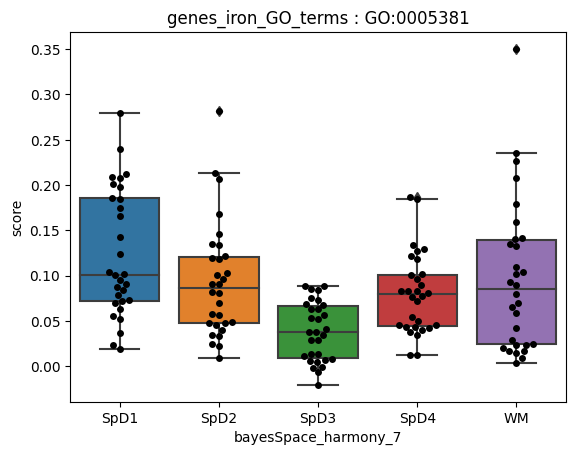 genes_iron_GO_terms : GO:0005381
0.35
0.30
0.25
0.20
0.15
0.10
0.05
0.00
score
SpD1 SpD2 SpD3 SpD4 WM
bayesSpace_harmony_7